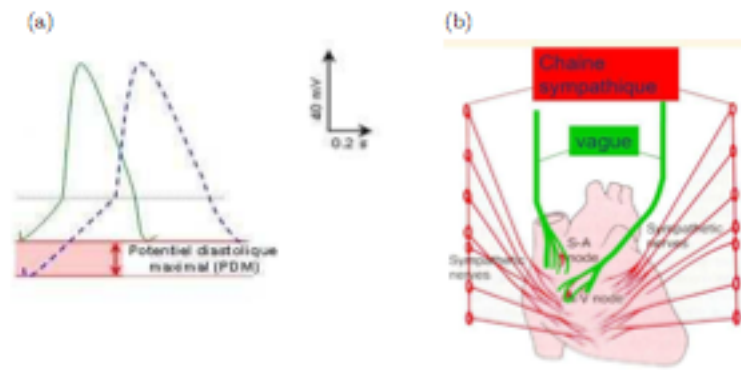 (a)
(b)
40 mV
0.2 s
Potentiel diastolique
maximal (PDM)
Chaine
sympathique
vague
S-A
node
Sympathetic
nerves
Sympathetic
nerves
A-V node